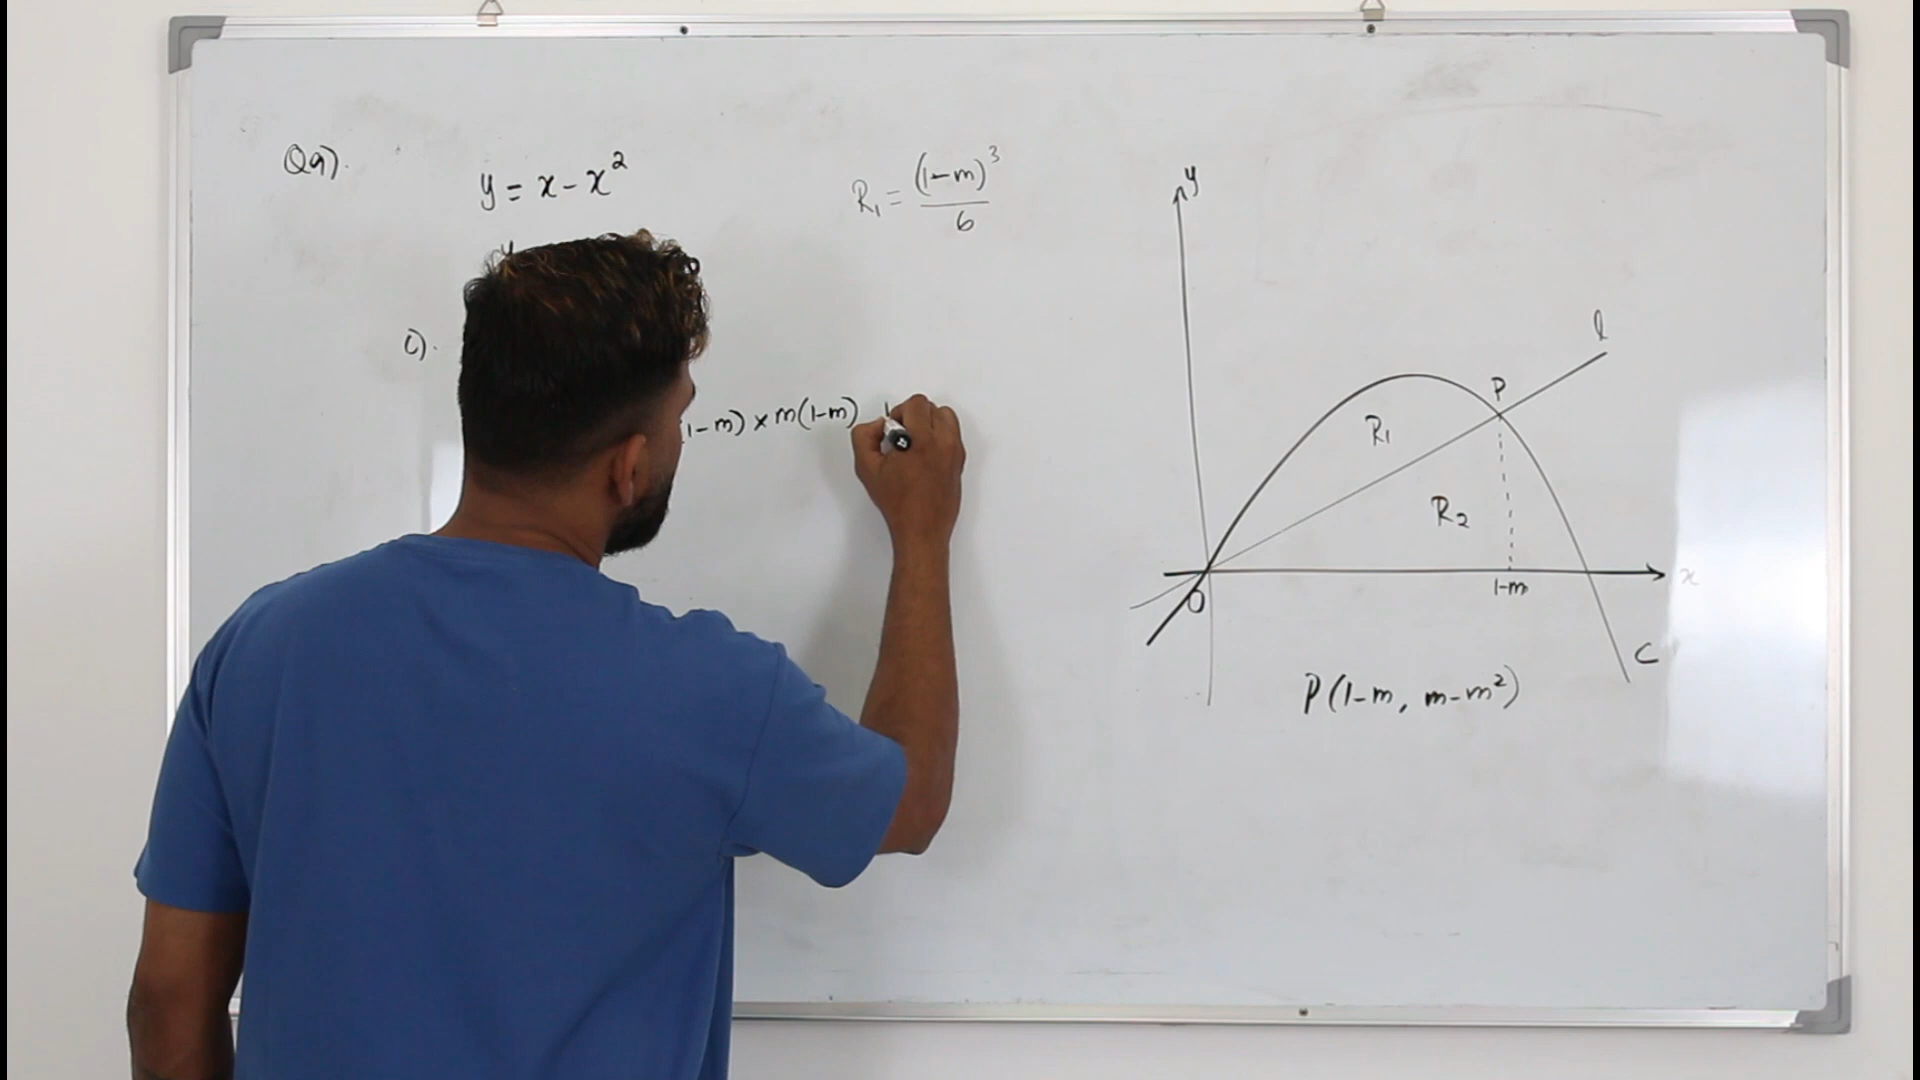 Q9).
y = x - x²
R₁ = (1-m)³/6
c).
(1-m) × m(1-m)
y
l
P
R₁
R₂
O
1-m
x
C
P(1-m, m-m²)